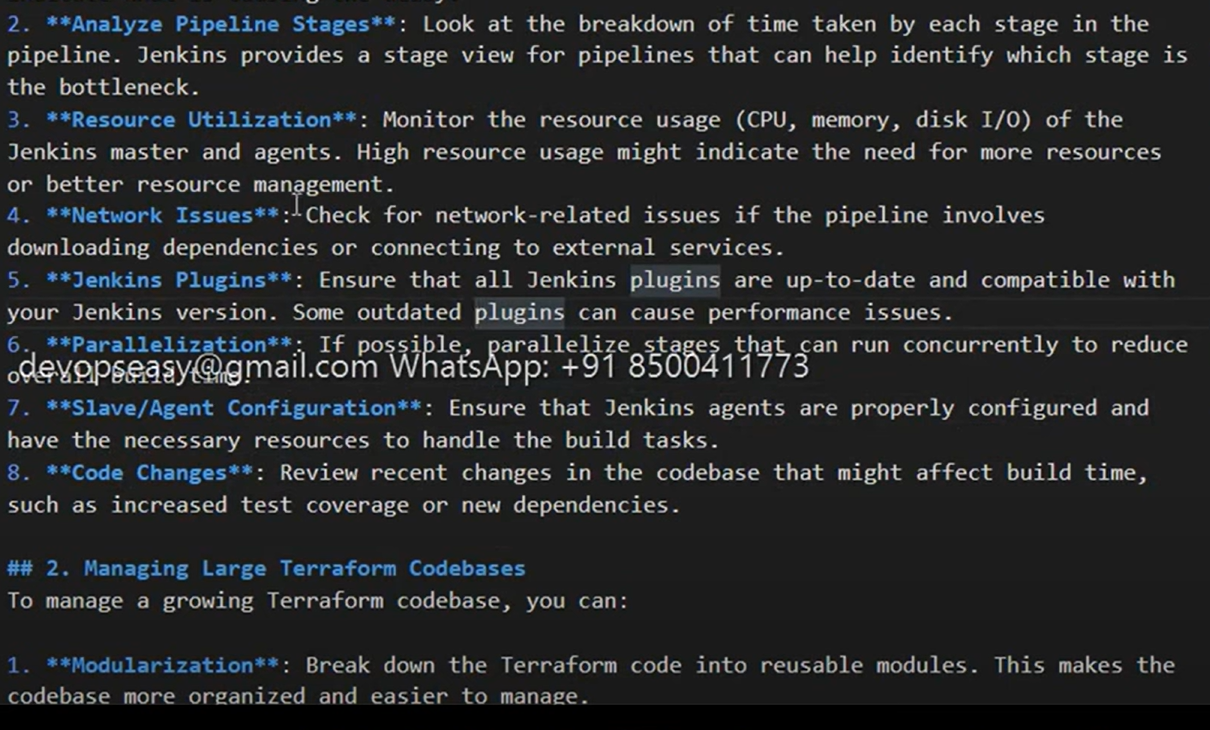 2. **Analyze Pipeline Stages**: Look at the breakdown of time taken by each stage in the
pipeline. Jenkins provides a stage view for pipelines that can help identify which stage is
the bottleneck.
3. **Resource Utilization**: Monitor the resource usage (CPU, memory, disk I/O) of the
Jenkins master and agents. High resource usage might indicate the need for more resources
or better resource management.
4. **Network Issues**: Check for network-related issues if the pipeline involves
downloading dependencies or connecting to external services.
5. **Jenkins Plugins**: Ensure that all Jenkins plugins are up-to-date and compatible with
your Jenkins version. Some outdated plugins can cause performance issues.
6. **Parallelization**: If possible, parallelize stages that can run concurrently to reduce
devopseasy@gmail.com WhatsApp: +91 8500411773
overall build time.
7. **Slave/Agent Configuration**: Ensure that Jenkins agents are properly configured and
have the necessary resources to handle the build tasks.
8. **Code Changes**: Review recent changes in the codebase that might affect build time,
such as increased test coverage or new dependencies.
## 2. Managing Large Terraform Codebases
To manage a growing Terraform codebase, you can:
1. **Modularization**: Break down the Terraform code into reusable modules. This makes the
codebase more organized and easier to manage.